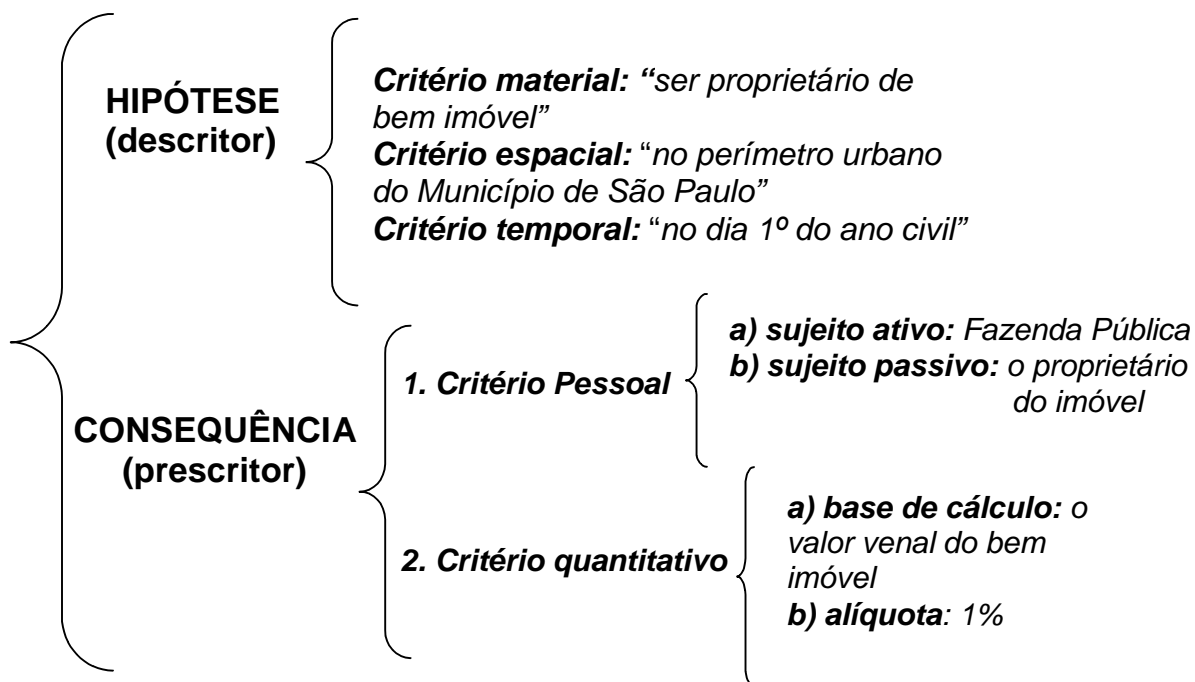 HIPÓTESE
(descritor)
Critério material: “ser proprietário de
bem imóvel”
Critério espacial: “no perímetro urbano
do Município de São Paulo”
Critério temporal: “no dia 1º do ano civil”
CONSEQUÊNCIA
(prescritor)
1. Critério Pessoal
a) sujeito ativo: Fazenda Pública
b) sujeito passivo: o proprietário
do imóvel
2. Critério quantitativo
a) base de cálculo: o
valor venal do bem
imóvel
b) alíquota: 1%